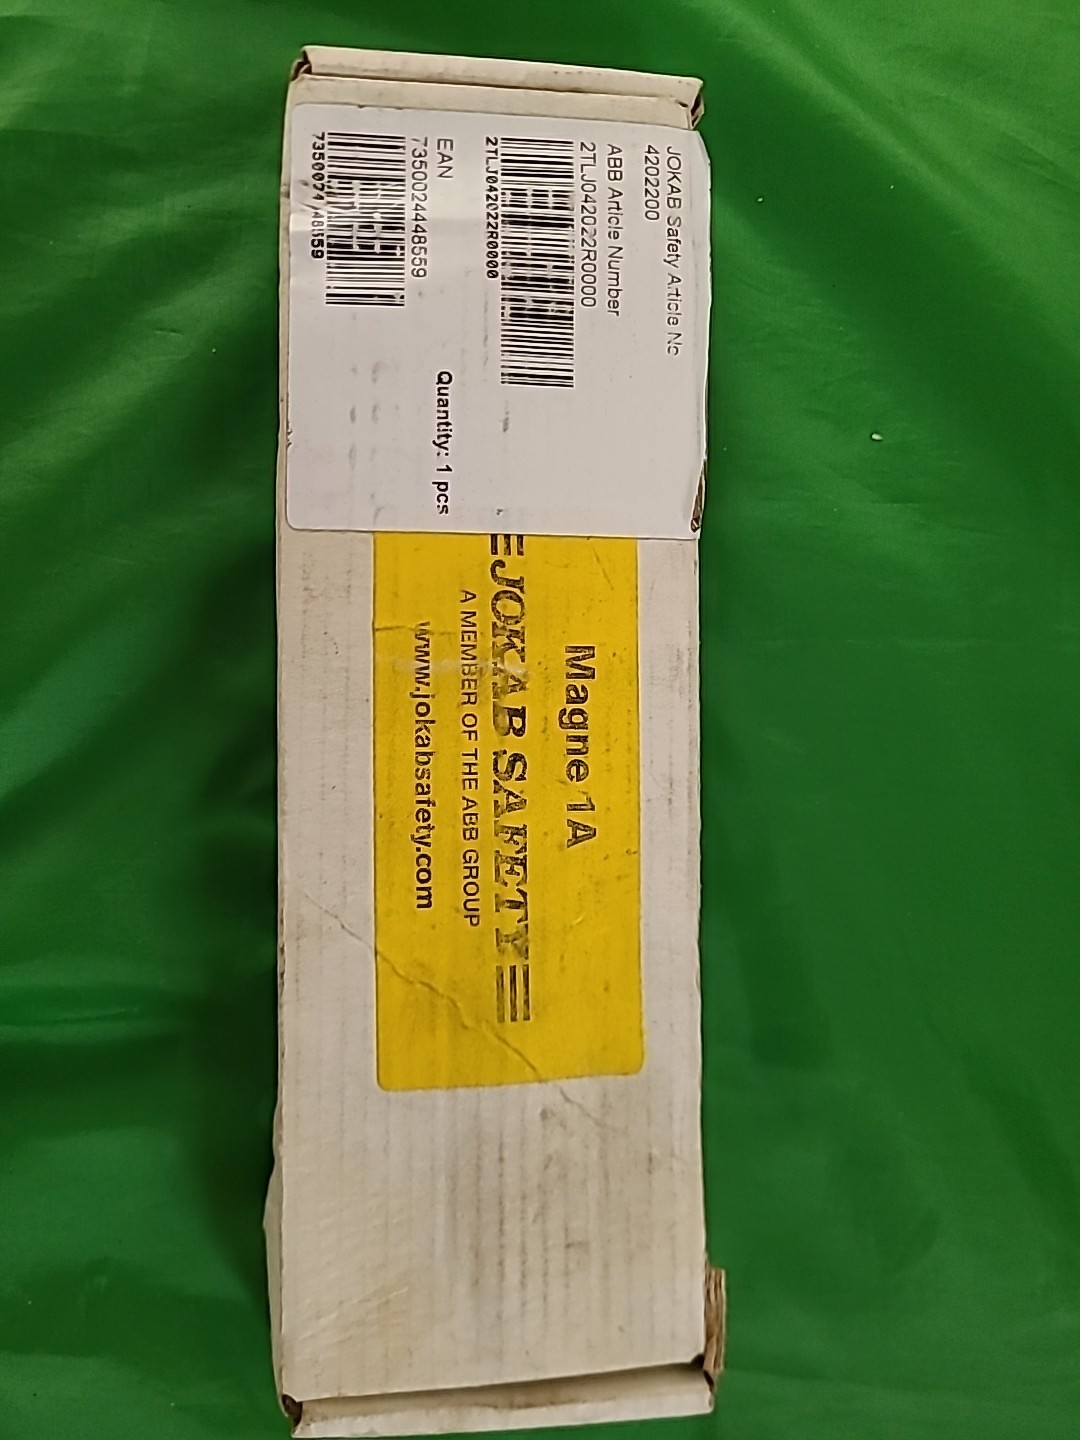 JOKAB Safety Article No
4202200
ABB Article Number
2TLJ042022R0000
2TLJ042022R0000
EAN
7350024448559
Quantity: 1 pcs
Magne 1A
JOKAB SAFETY
A MEMBER OF THE ABB GROUP
www.jokabsafety.com